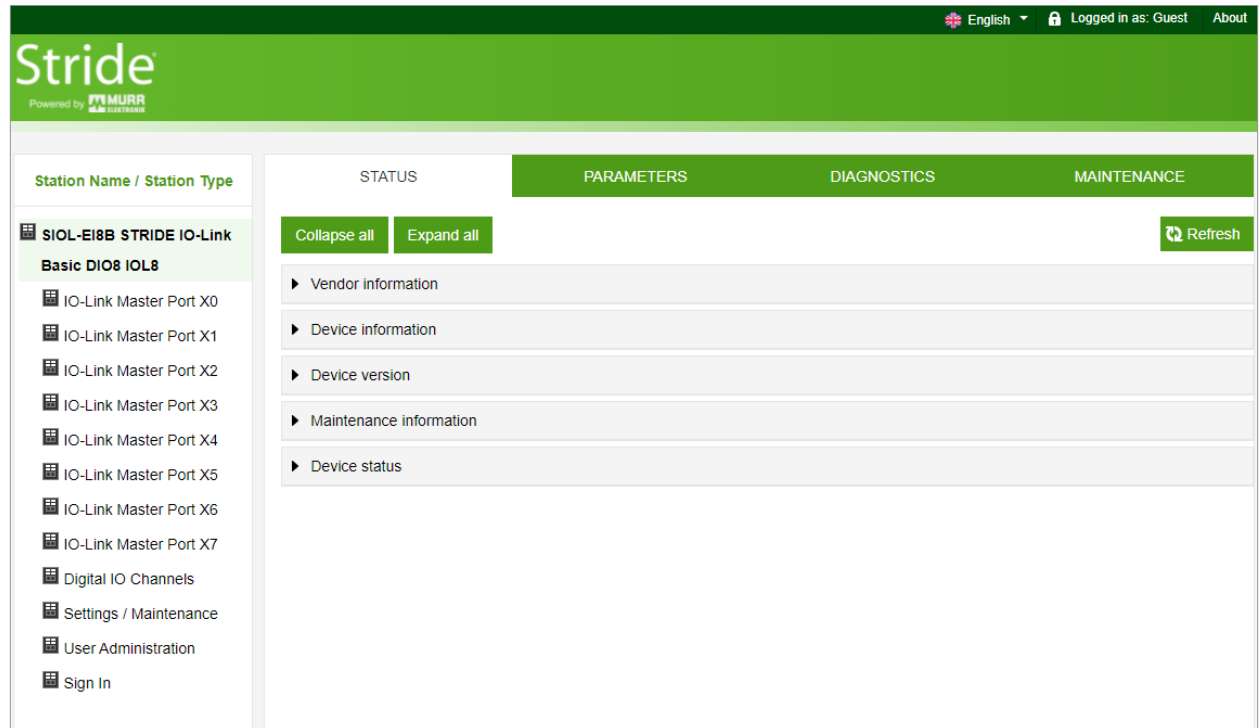 English
Logged in as: Guest
About
Stride
Powered by MURR ELEKTRONIK
Station Name / Station Type
SIOL-EI8B STRIDE IO-Link
Basic DIO8 IOL8
IO-Link Master Port X0
IO-Link Master Port X1
IO-Link Master Port X2
IO-Link Master Port X3
IO-Link Master Port X4
IO-Link Master Port X5
IO-Link Master Port X6
IO-Link Master Port X7
Digital IO Channels
Settings / Maintenance
User Administration
Sign In
STATUS
PARAMETERS
DIAGNOSTICS
MAINTENANCE
Collapse all
Expand all
Refresh
Vendor information
Device information
Device version
Maintenance information
Device status